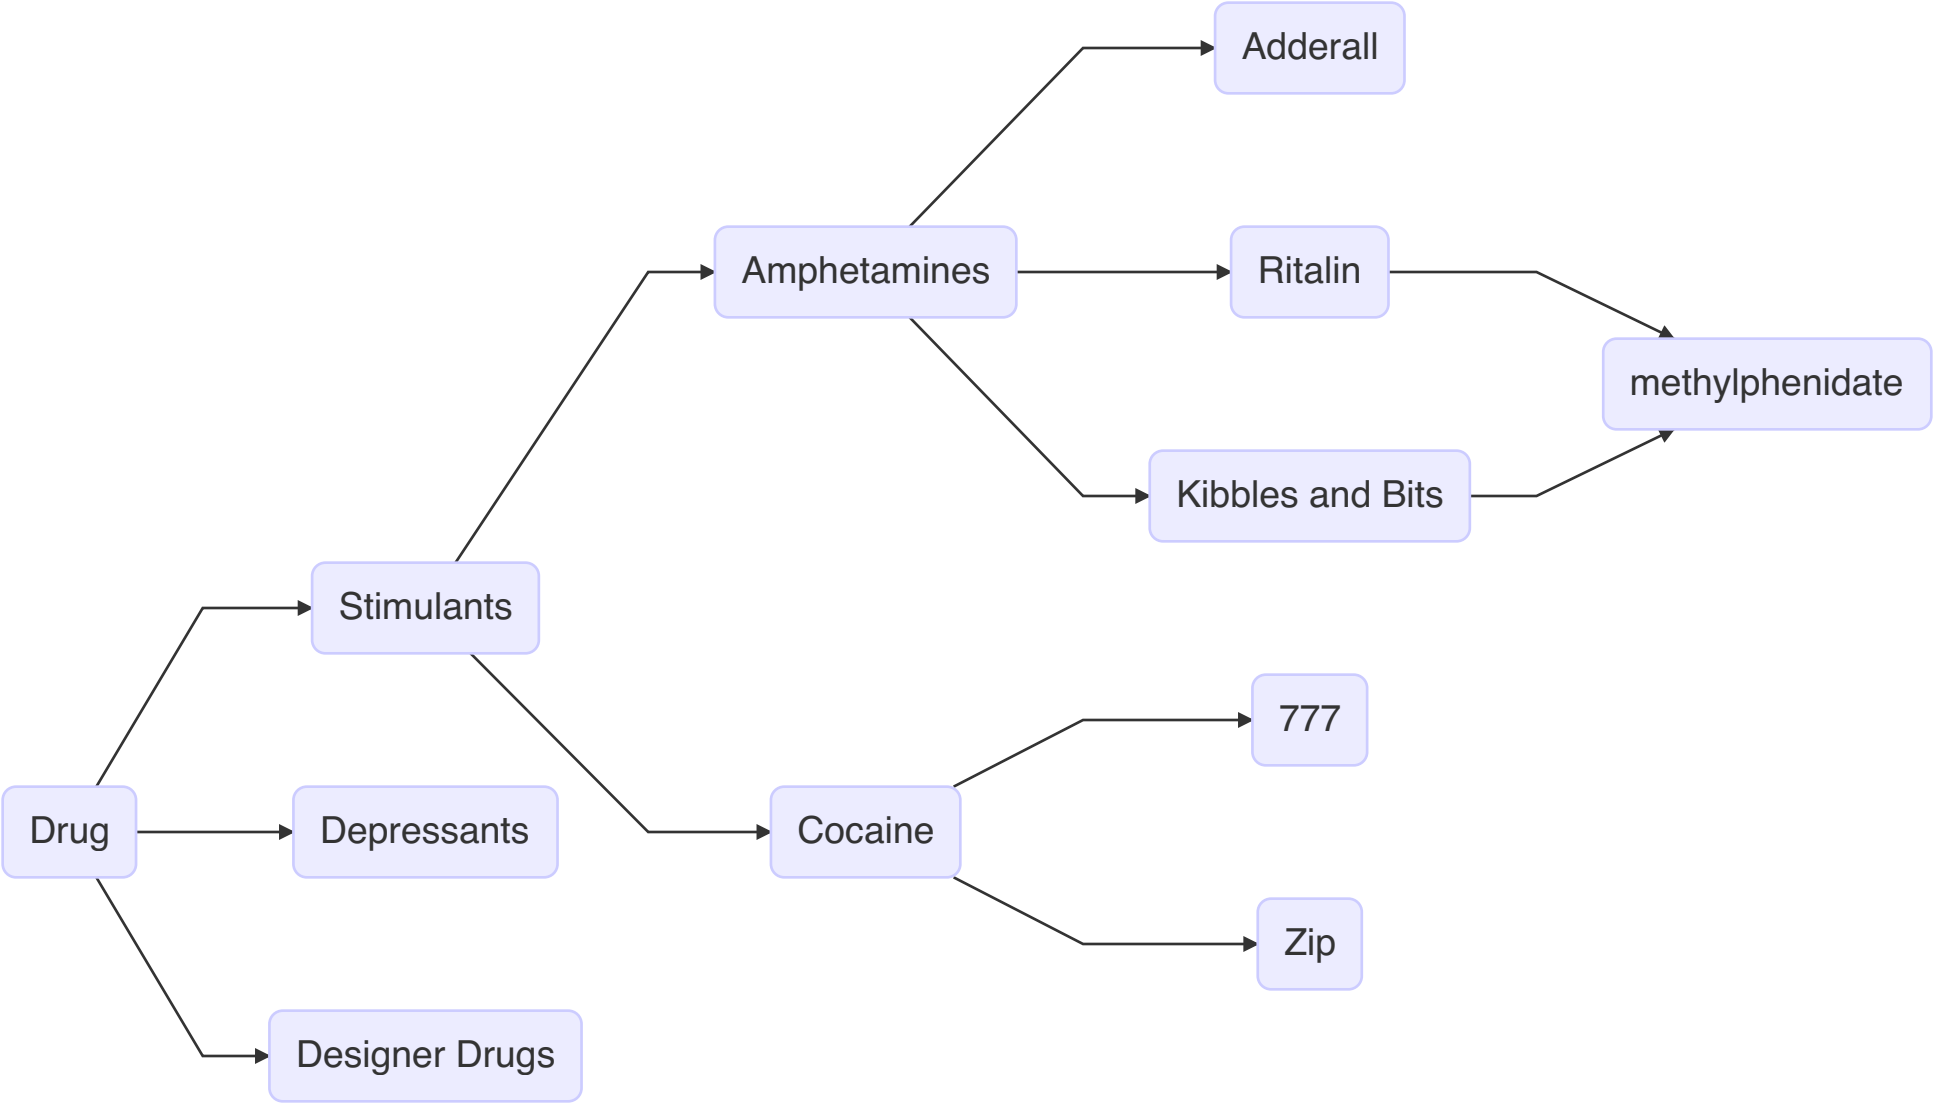 Adderall
Amphetamines
Ritalin
methylphenidate
Kibbles and Bits
Stimulants
777
Drug
Depressants
Cocaine
Zip
Designer Drugs